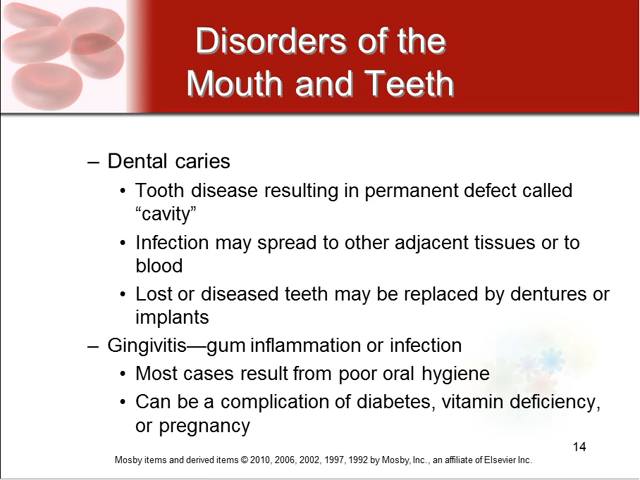 Disorders of the
Mouth and Teeth
– Dental caries
• Tooth disease resulting in permanent defect called
“cavity”
• Infection may spread to other adjacent tissues or to
blood
• Lost or diseased teeth may be replaced by dentures or
implants
– Gingivitis—gum inflammation or infection
• Most cases result from poor oral hygiene
• Can be a complication of diabetes, vitamin deficiency,
or pregnancy
14
Mosby items and derived items © 2010, 2006, 2002, 1997, 1992 by Mosby, Inc., an affiliate of Elsevier Inc.